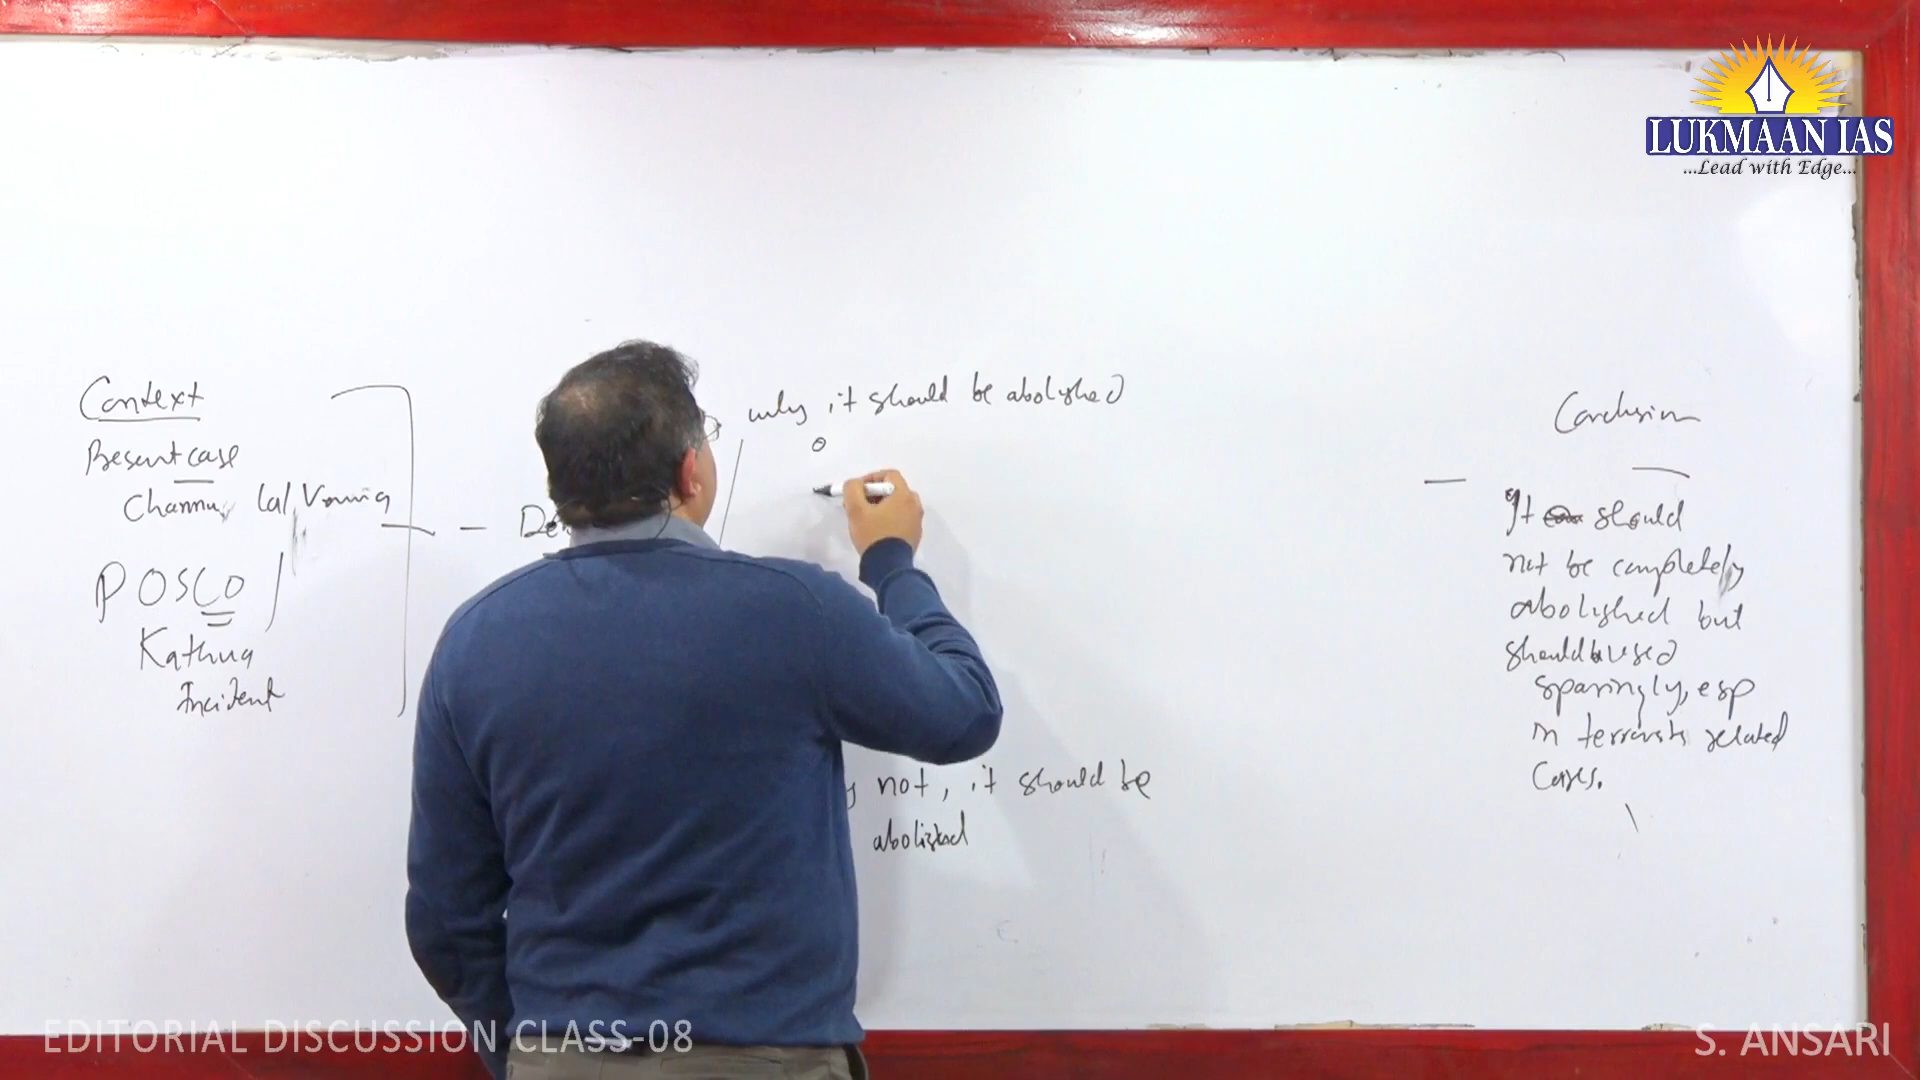 LUKMAAN IAS
...Lead with Edge...
Context
Present case
Channu lal Verma
POSCO
Kathua
Incident
why it should be abolished
not, it should be
abolished
Conclusion
It should
not be completely
abolished but
should be used
sparingly, esp
in terrorists related
Cases.
EDITORIAL DISCUSSION CLASS-08
S. ANSARI